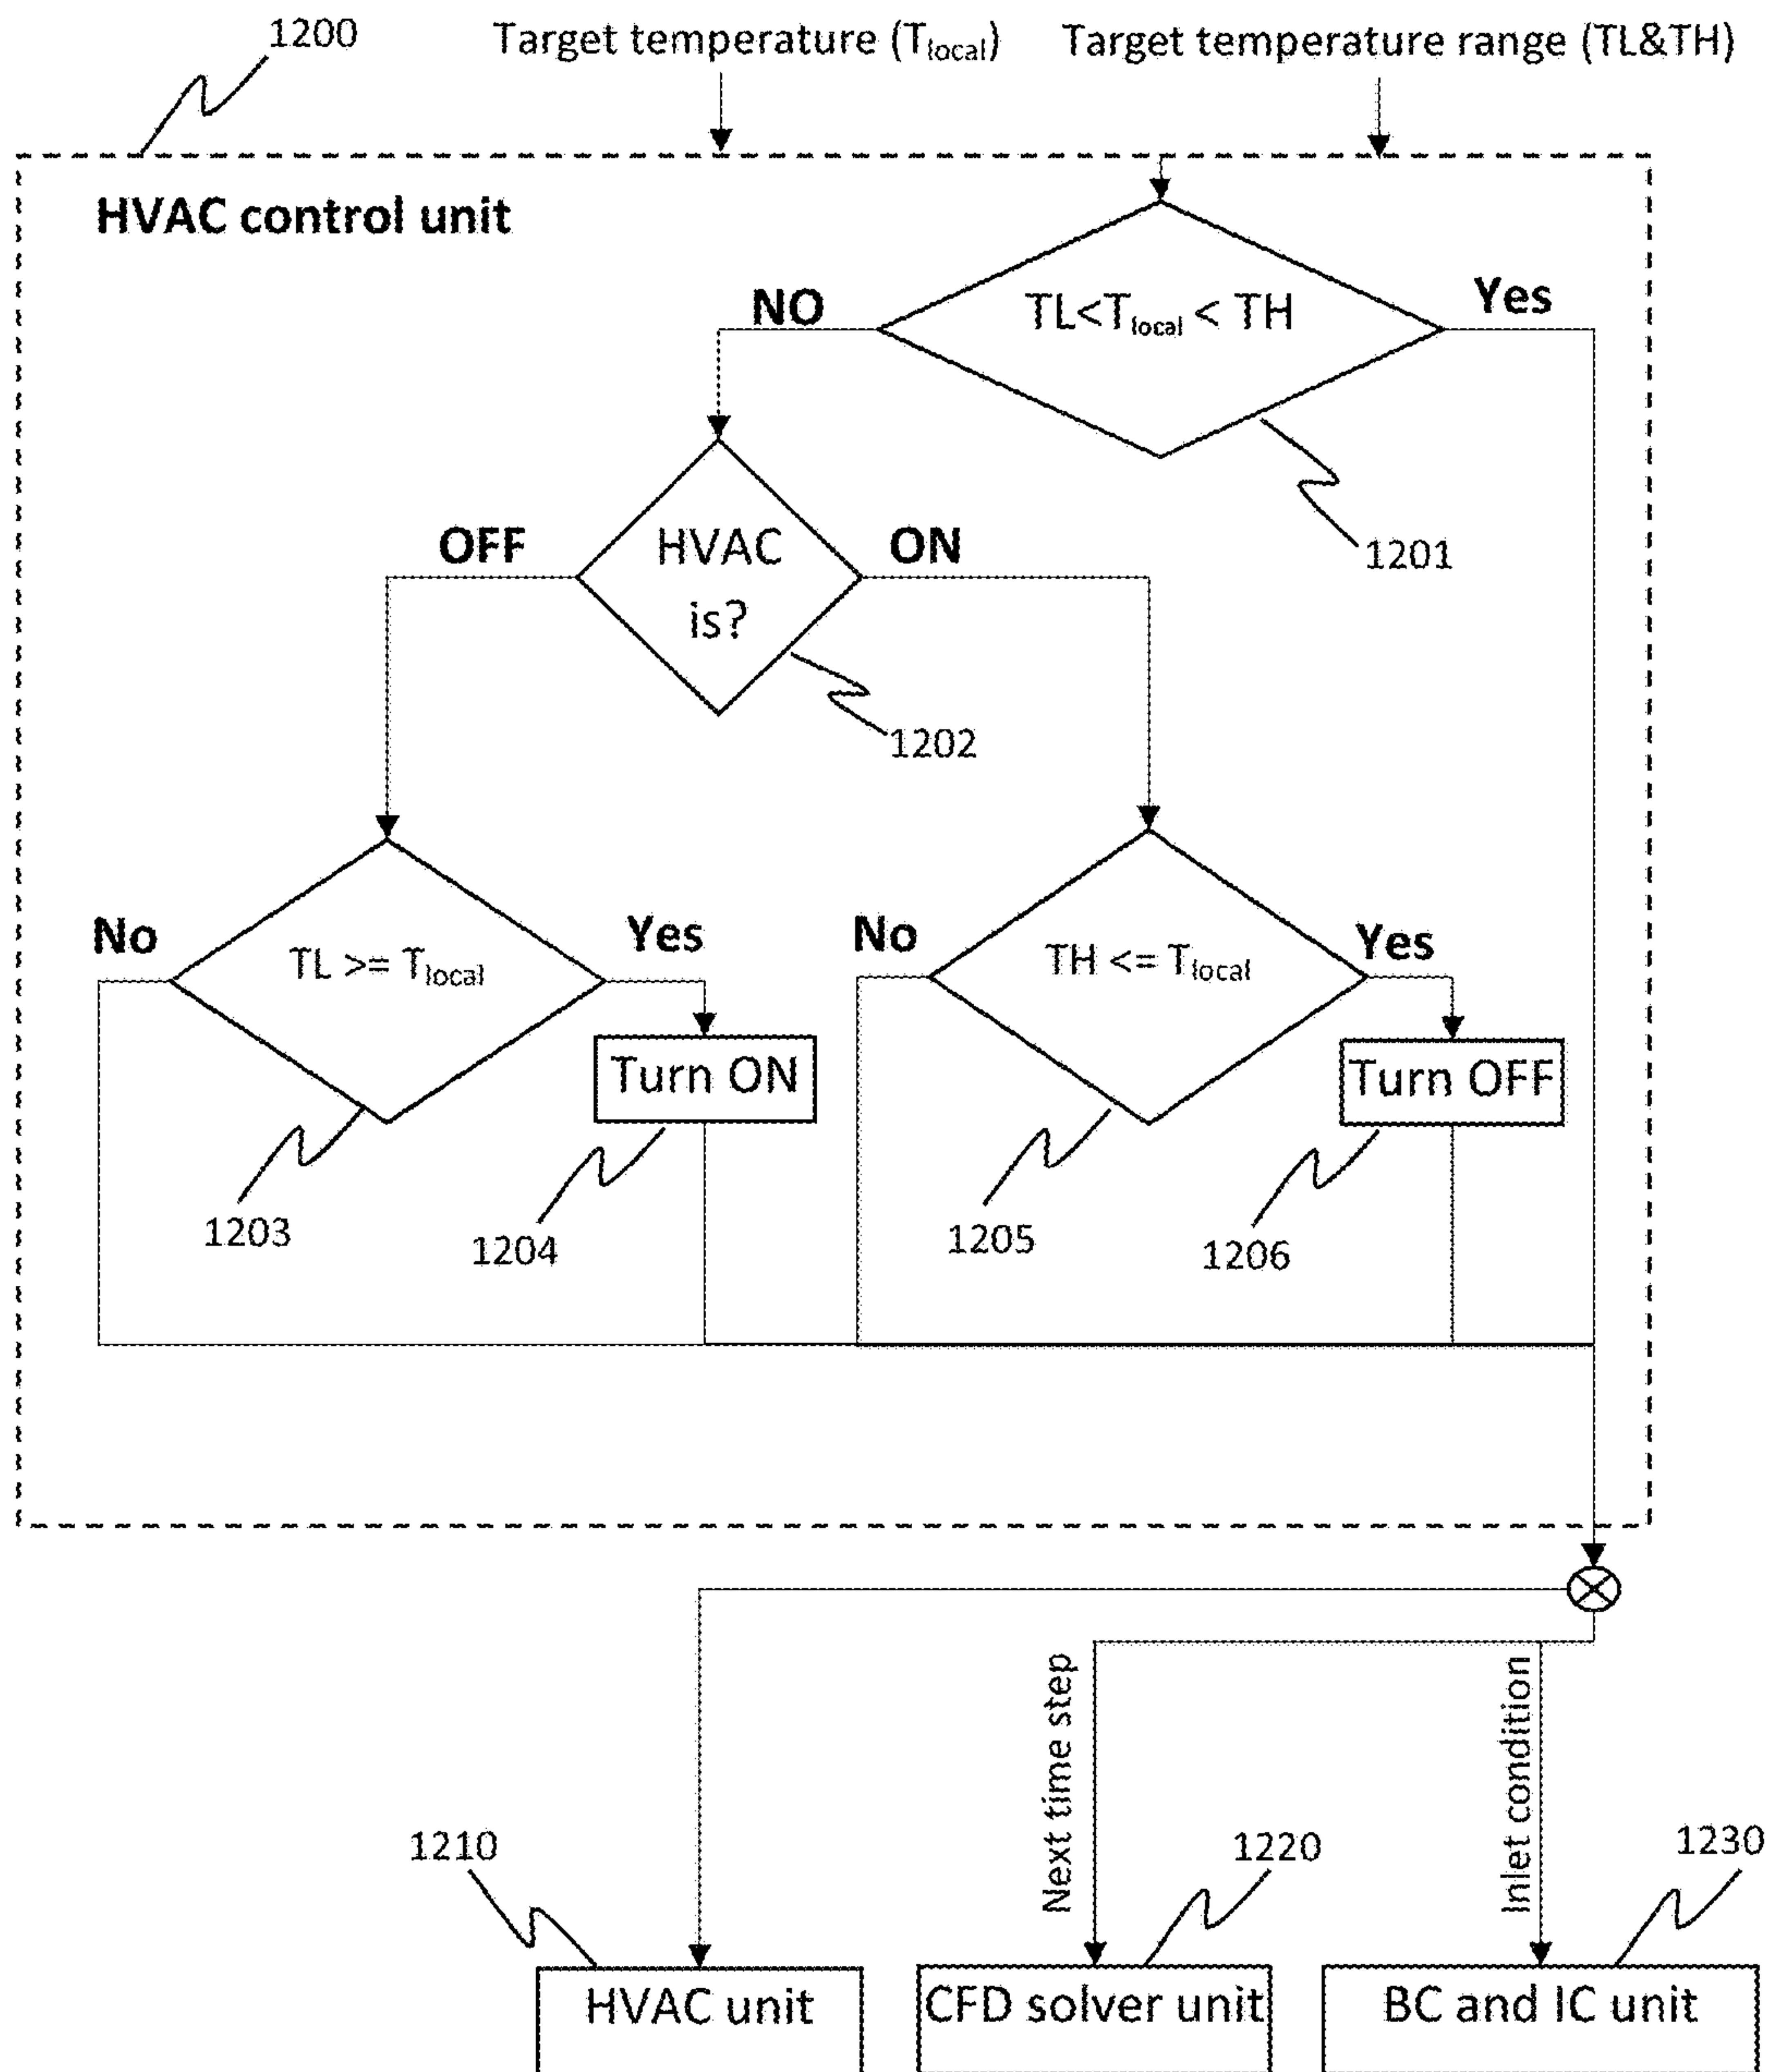 1200
Target temperature (Tlocal)
Target temperature range (TL&TH)
HVAC control unit
NO
TL<Tlocal < TH
Yes
1201
OFF
HVAC
is?
ON
1202
No
TL >= Tlocal
Yes
Turn ON
No
TH <= Tlocal
Yes
Turn OFF
1203
1204
1205
1206
Next time step
Inlet condition
1210
1220
1230
HVAC unit
CFD solver unit
BC and IC unit